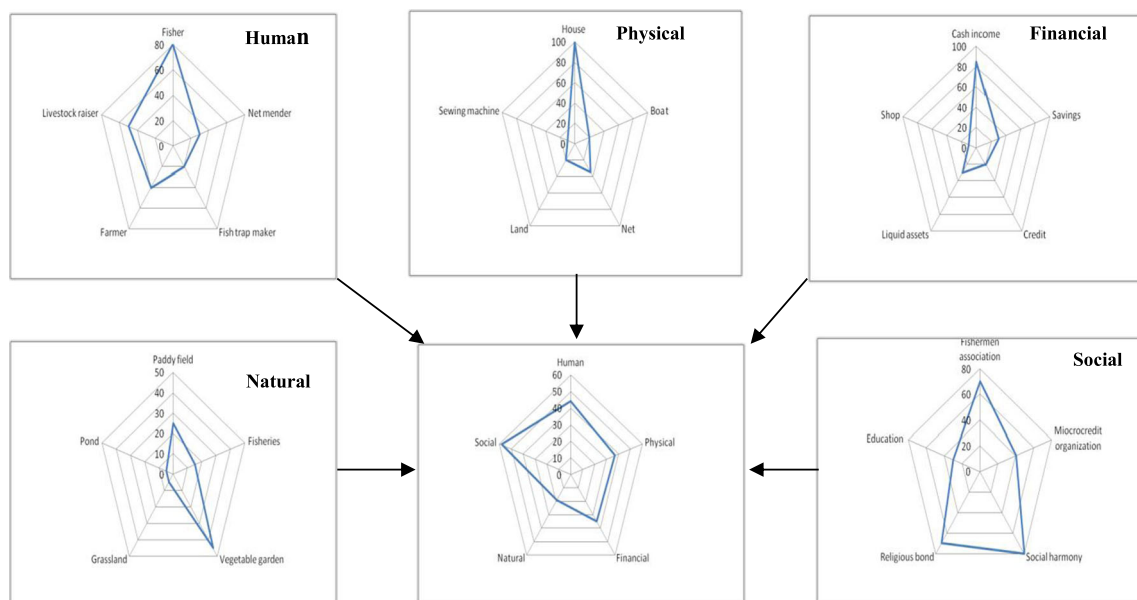 Human
Fisher
80
60
40
20
0
Net mender
Fish trap maker
Farmer
Livestock raiser
Physical
House
100
80
60
40
20
0
Boat
Net
Land
Sewing machine
Financial
Cash income
100
80
60
40
20
0
Savings
Credit
Liquid assets
Shop
Natural
Paddy field
50
40
30
20
10
0
Fisheries
Vegetable garden
Grassland
Pond
Human
60
50
40
30
20
10
0
Physical
Financial
Natural
Social
Social
Fishermen
association
80
60
40
20
0
Miocrocredit
organization
Social harmony
Religious bond
Education